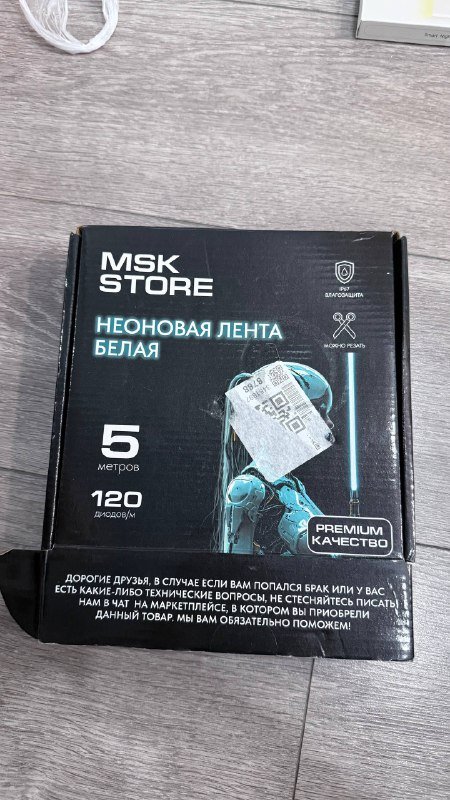 MSK
STORE
НЕОНОВАЯ ЛЕНТА
БЕЛАЯ
IP67
ВЛАГОЗАЩИТА
МОЖНО РЕЗАТЬ
5
метров
120
диодов/м
PREMIUM
КАЧЕСТВО
ДОРОГИЕ ДРУЗЬЯ, В СЛУЧАЕ ЕСЛИ ВАМ ПОПАЛСЯ БРАК ИЛИ У ВАС
ЕСТЬ КАКИЕ-ЛИБО ТЕХНИЧЕСКИЕ ВОПРОСЫ, НЕ СТЕСНЯЙТЕСЬ ПИСАТЬ
НАМ В ЧАТ НА МАРКЕТПЛЕЙСЕ, В КОТОРОМ ВЫ ПРИОБРЕЛИ
ДАННЫЙ ТОВАР. МЫ ВАМ ОБЯЗАТЕЛЬНО ПОМОЖЕМ!